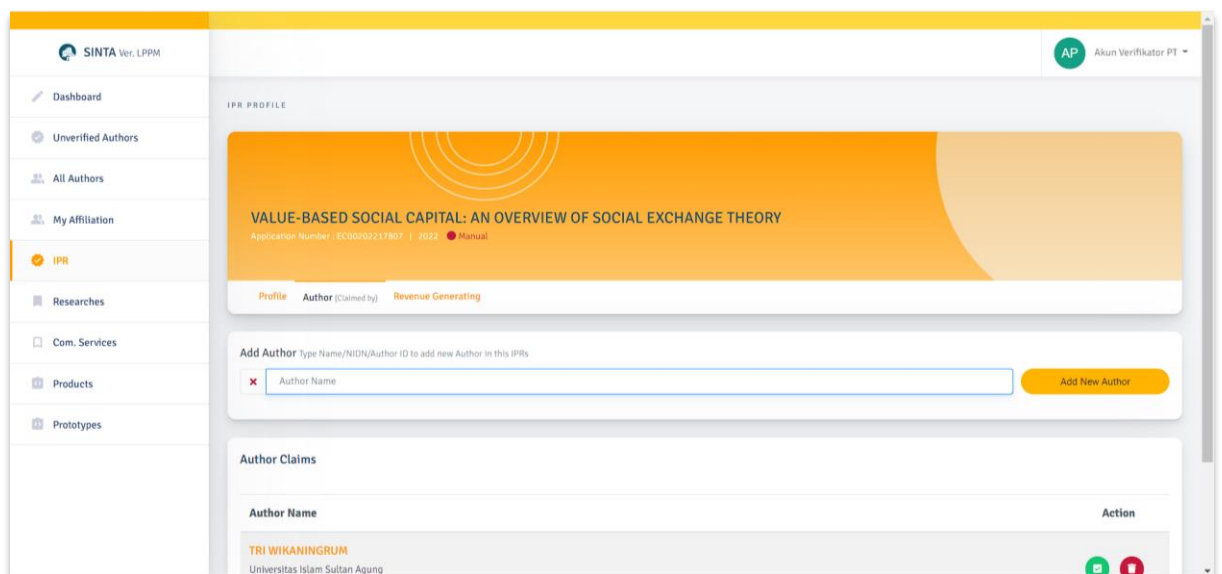 SINTA Ver. LPPM
AP Akun Verifikator PT
Dashboard
Unverified Authors
All Authors
My Affiliation
IPR
Researches
Com. Services
Products
Prototypes
IPR PROFILE
VALUE-BASED SOCIAL CAPITAL: AN OVERVIEW OF SOCIAL EXCHANGE THEORY
Application Number : EC00202217807 | 2022 Manual
Profile Author (Claimed by) Revenue Generating
Add Author Type Name/NIDN/Author ID to add new Author in this IPRs
Author Name Add New Author
Author Claims
Author Name Action
TRI WIKANINGRUM
Universitas Islam Sultan Agung